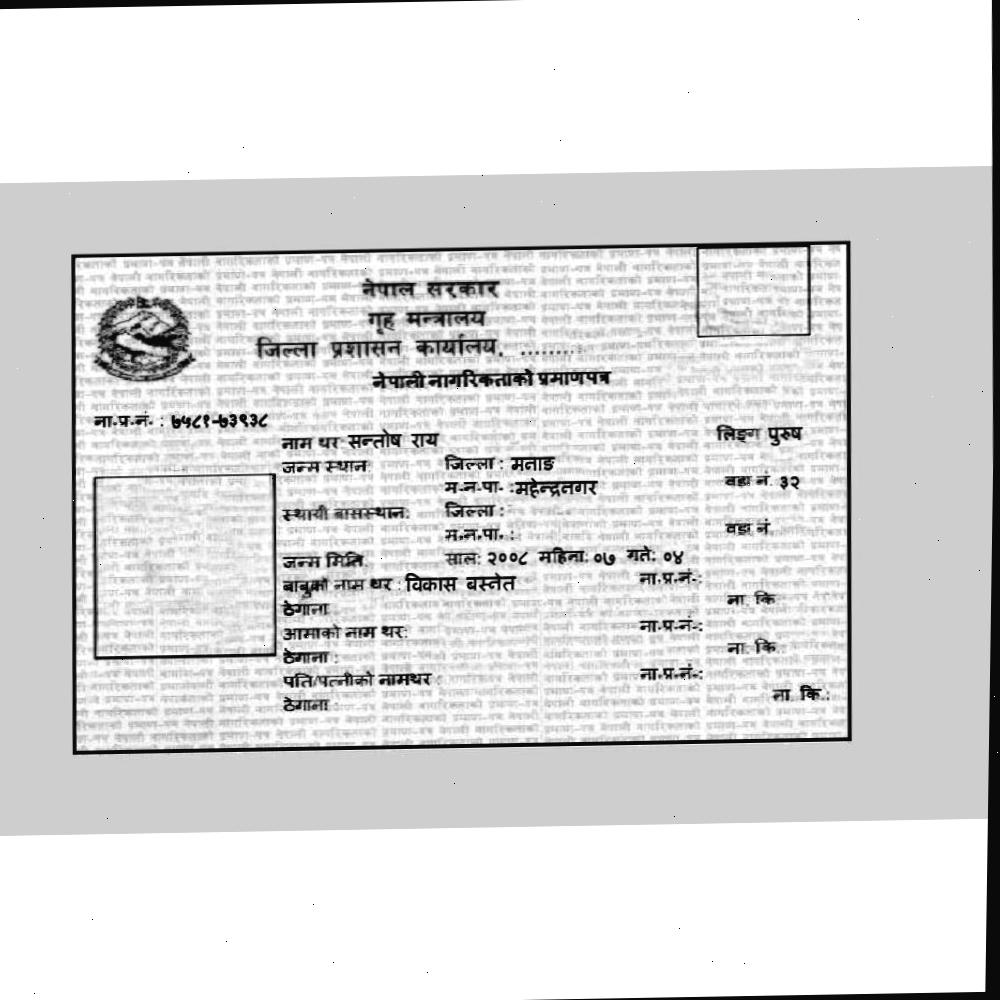 नेपाल सरकार
गृह मन्त्रालय
जिल्ला प्रशासन कार्यालय, .........
नेपाली नागरिकताको प्रमाणपत्र
ना.प्र.नं. : ७५८१-७३९३८
नाम थर सन्तोष राय लिङ्ग पुरुष
जन्म स्थान: जिल्ला : मनाङ
म.न.पा. :महेन्द्रनगर वडा नं. ३२
स्थायी बासस्थान: जिल्ला :
म.न.पा. : वडा नं.
जन्म मिति: साल: २००८ महिना: ०७ गते: ०४
बाबुको नाम थर : विकास बस्नेत ना.प्र.नं.:
ठेगाना ना. कि
आमाको नाम थर: ना.प्र.नं.:
ठेगाना : ना. कि.:
पति/पत्नीको नामथर : ना.प्र.नं.:
ठेगाना : ना. कि.: